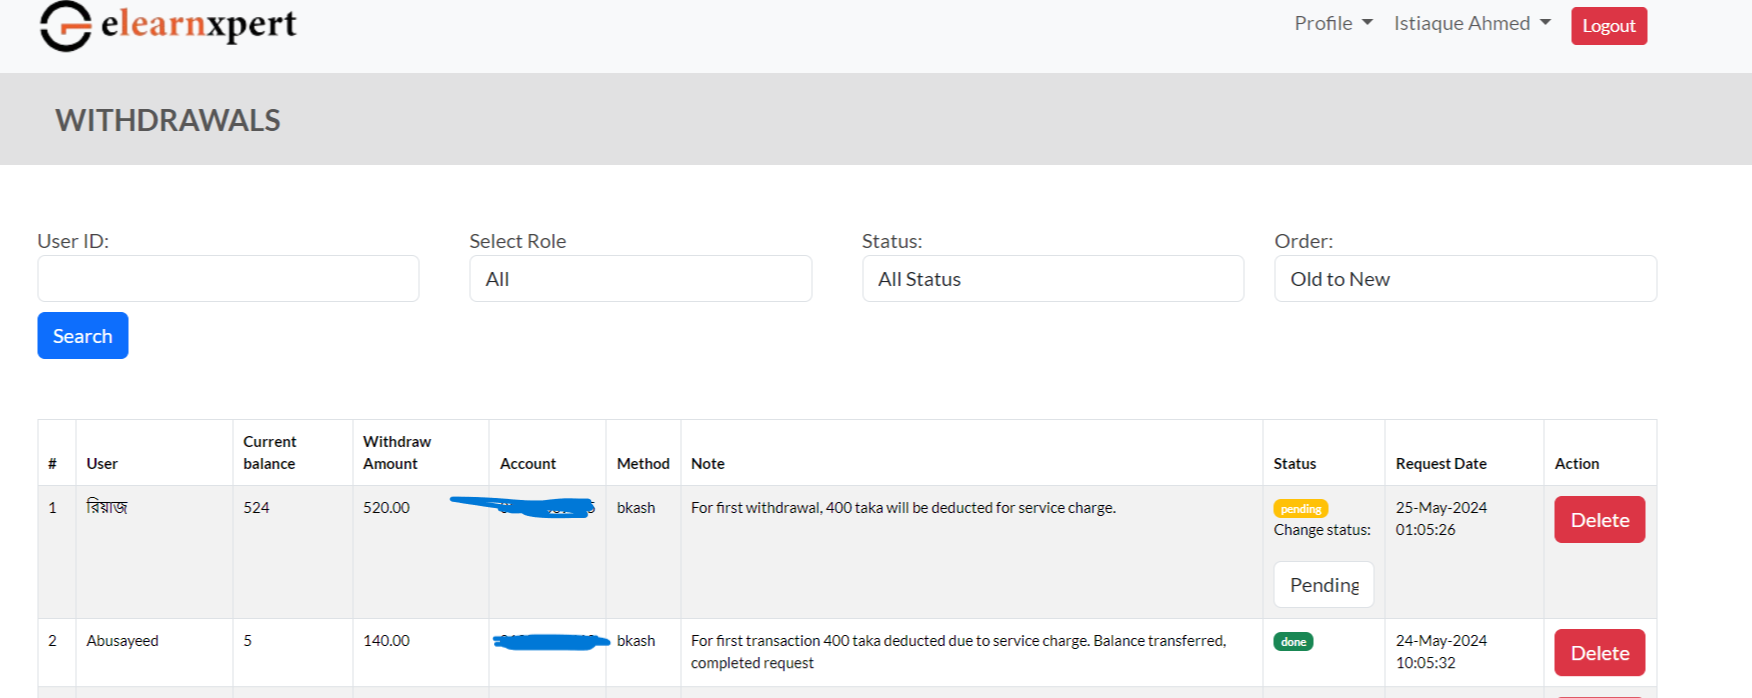 elearnxpert
Profile Istiaque Ahmed Logout
WITHDRAWALS
User ID: Select Role Status: Order:
All All Status Old to New
Search
# User Current balance Withdraw Amount Account Method Note Status Request Date Action
1 রিয়াজ 524 520.00 bkash For first withdrawal, 400 taka will be deducted for service charge. pending 25-May-2024 Delete
Change status: 01:05:26
Pending
2 Abusayeed 5 140.00 bkash For first transaction 400 taka deducted due to service charge. Balance transferred, done 24-May-2024 Delete
completed request 10:05:32